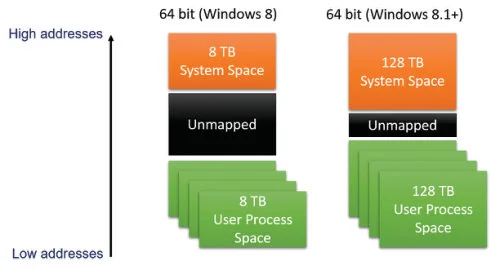 64 bit (Windows 8)
64 bit (Windows 8.1+)
High addresses
8 TB
System Space
128 TB
System Space
Unmapped
Unmapped
8 TB
User Process
Space
128 TB
User Process
Space
Low addresses